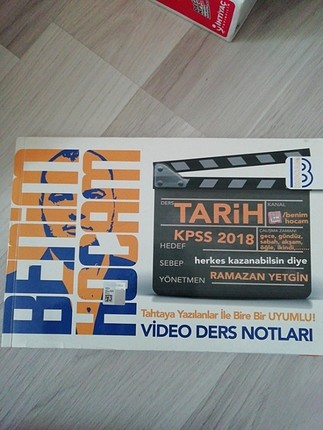 BENİM
HOCAM
DERS
TARİH
KANAL
/benim
hocam
KPSS 2018
HEDEF
ÇALIŞMA ZAMANI
gece, gündüz,
sabah, akşam,
öğle, ikindi......
SEBEP
herkes kazanabilsin diye
YÖNETMEN
RAMAZAN YETGİN
Tahtaya Yazılanlar İle Bire Bir UYUMLU!
VİDEO DERS NOTLARI